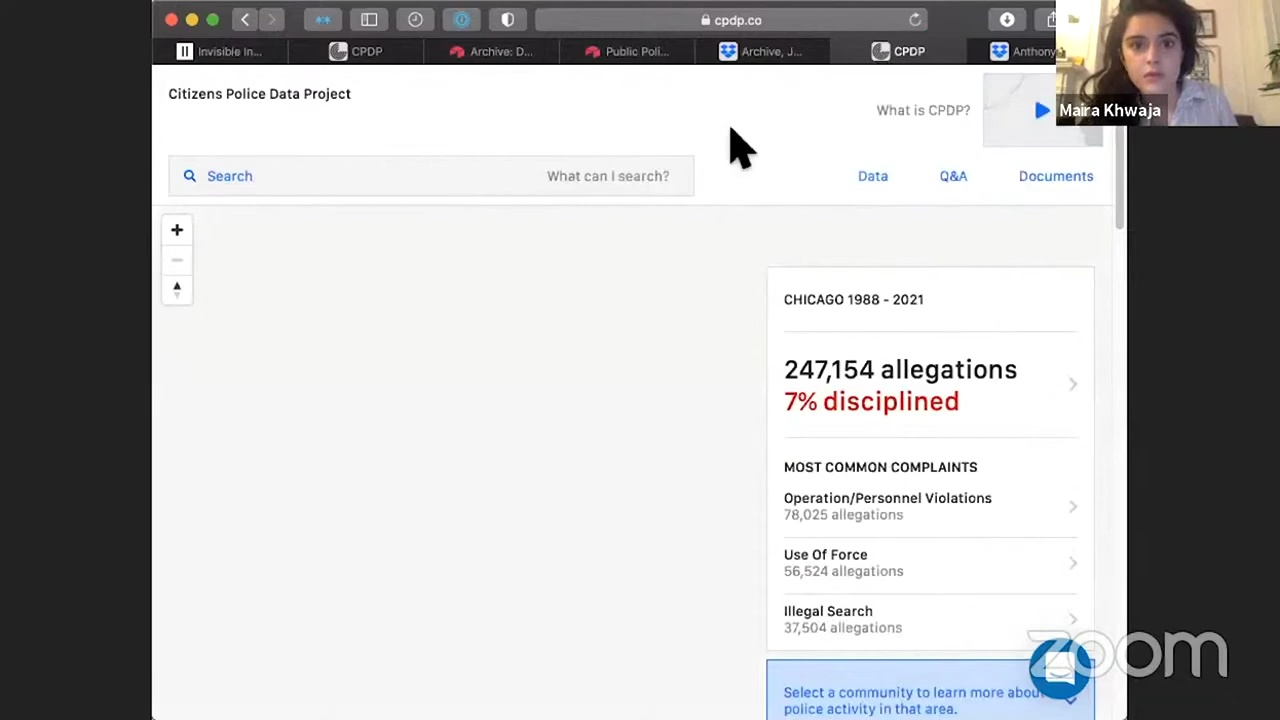 cpdp.co
Invisible In...
CPDP
Archive: D...
Public Poli...
Archive, J...
CPDP
Anthony
Maira Khwaja
Citizens Police Data Project
What is CPDP?
Search
What can I search?
Data
Q&A
Documents
CHICAGO 1988 - 2021
247,154 allegations
7% disciplined
MOST COMMON COMPLAINTS
Operation/Personnel Violations
78,025 allegations
Use Of Force
56,524 allegations
Illegal Search
37,504 allegations
Select a community to learn more about
police activity in that area.
zoom